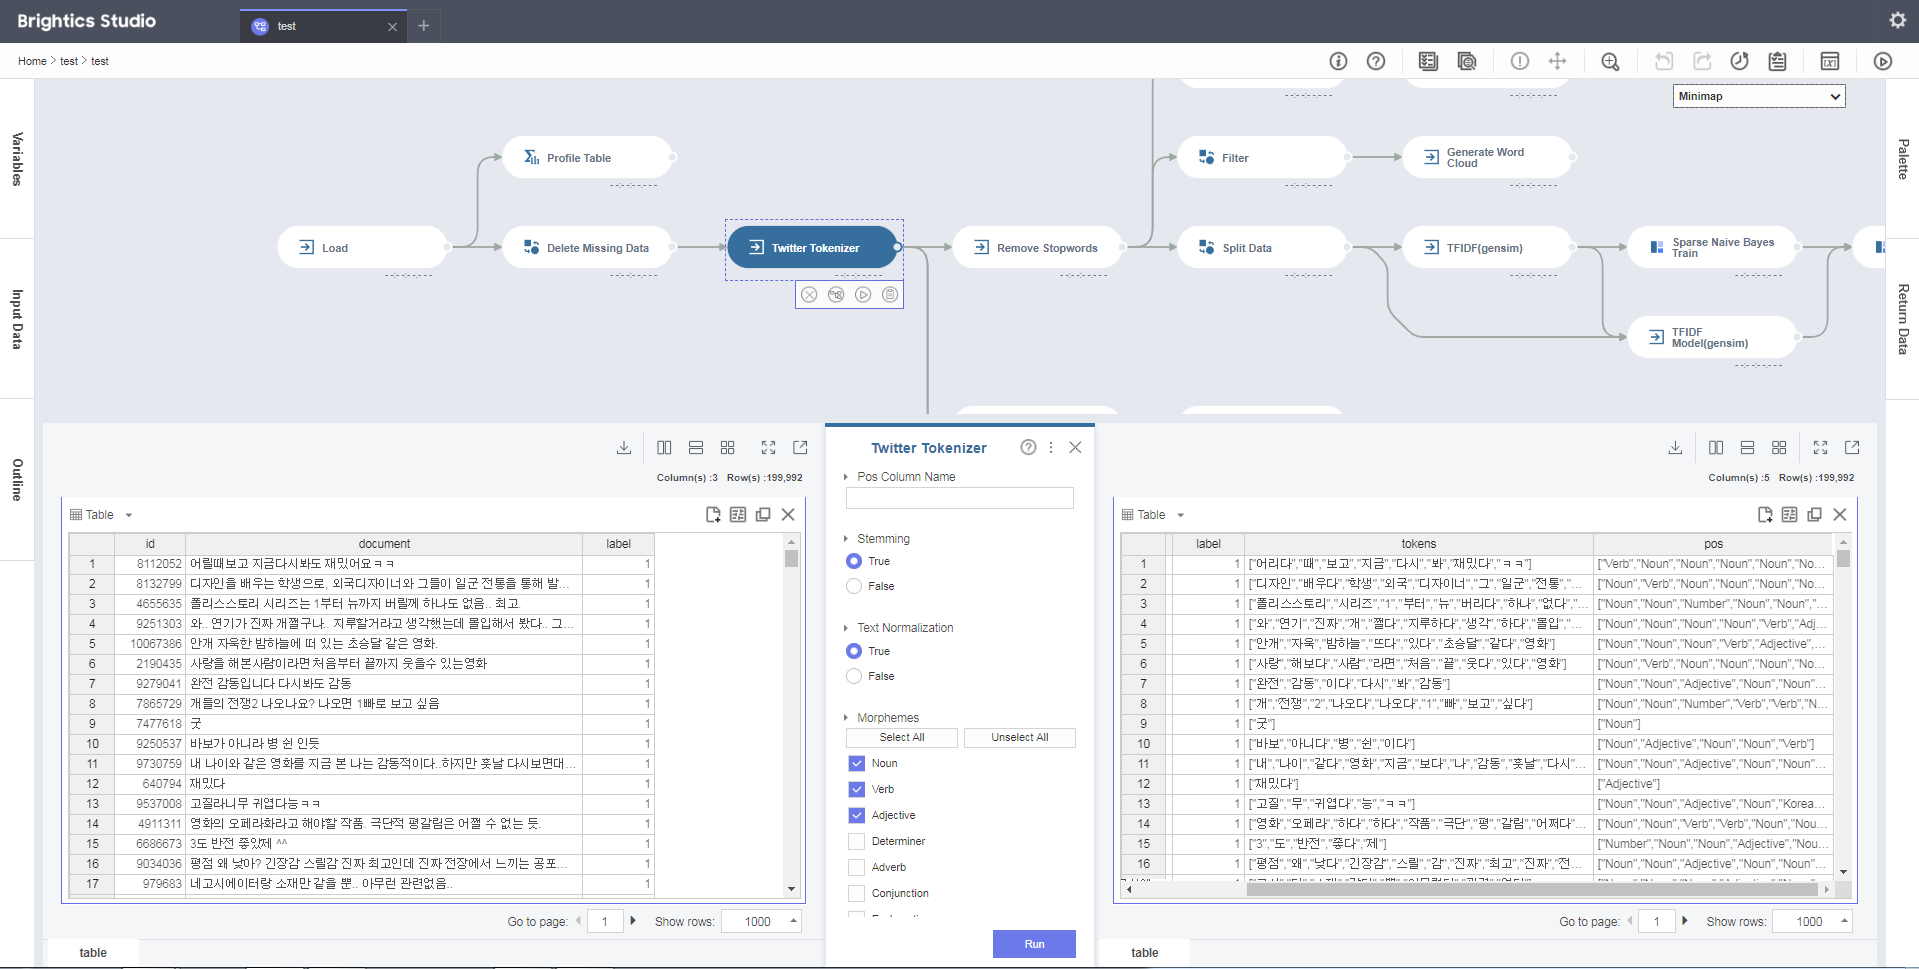 Brightics Studio
test
Home > test > test
Minimap
Variables
Input Data
Outline
Palette
Return Data
Profile Table
Load
Delete Missing Data
Twitter Tokenizer
Remove Stopwords
Filter
Generate Word
Cloud
Split Data
TFIDF(gensim)
Sparse Naive Bayes
Train
TFIDF
Model(gensim)
Column(s) :3 Row(s) :199,992
Table
id document label
1 8112052 어릴때보고 지금다시봐도 재밌어요ㅋㅋ 1
2 8132799 디자인을 배우는 학생으로, 외국디자이너와 그들이 일군 전통을 통해 발... 1
3 4655635 폴리스스토리 시리즈는 1부터 뉴까지 버릴께 하나도 없음.. 최고. 1
4 9251303 와.. 연기가 진짜 개쩔구나.. 지루할거라고 생각했는데 몰입해서 봤다.. 그... 1
5 10067386 안개 자욱한 밤하늘에 떠 있는 초승달 같은 영화. 1
6 2190435 사랑을 해본사람이라면 처음부터 끝까지 웃을수 있는영화 1
7 9279041 완전 감동입니다 다시봐도 감동 1
8 7865729 개들의 전쟁2 나오나요? 나오면 1빠로 보고 싶음 1
9 7477618 굿 1
10 9250537 바보가 아니라 병 쉰 인듯 1
11 9730759 내 나이와 같은 영화를 지금 본 나는 감동적이다..하지만 훗날 다시보면대... 1
12 640794 재밌다 1
13 9537008 고질라니무 귀엽다능ㅋㅋ 1
14 4911311 영화의 오페라화라고 해야할 작품. 극단적 평갈림은 어쩔 수 없는 듯. 1
15 6686673 3도 반전 좋았제 ^^ 1
16 9034036 평점 왜 낮아? 긴장감 스릴감 진짜 최고인데 진짜 전장에서 느끼는 공포... 1
17 979683 네고시에이터랑 소재만 같을 뿐.. 아무런 관련없음.. 1
Go to page: 1 Show rows: 1000
table
Twitter Tokenizer
Pos Column Name
Stemming
True
False
Text Normalization
True
False
Morphemes
Select All Unselect All
Noun
Verb
Adjective
Determiner
Adverb
Conjunction
Run
Column(s) :5 Row(s) :199,992
Table
label tokens pos
1 1 ["어리다","때","보고","지금","다시","봐","재밌다","ㅋㅋ"] ["Verb","Noun","Noun","Noun","Noun","No...
2 1 ["디자인","배우다","학생","외국","디자이너","그","일군","전통",... ["Noun","Verb","Noun","Noun","Noun","No...
3 1 ["폴리스스토리","시리즈","1","부터","뉴","버리다","하나","없다",... ["Noun","Noun","Number","Noun","Noun",...
4 1 ["와","연기","진짜","개","쩔다","지루하다","생각","하다","몰입",... ["Noun","Noun","Noun","Noun","Verb","Adj...
5 1 ["안개","자욱","밤하늘","뜨다","있다","초승달","같다","영화"] ["Noun","Noun","Noun","Verb","Adjective",...
6 1 ["사랑","해보다","사람","라면","처음","끝","웃다","있다","영화"] ["Noun","Verb","Noun","Noun","Noun","No...
7 1 ["완전","감동","이다","다시","봐","감동"] ["Noun","Noun","Adjective","Noun","Noun...
8 1 ["개","전쟁","2","나오다","나오다","1","빠","보고","싶다"] ["Noun","Noun","Number","Verb","Verb","N...
9 1 ["굿"] ["Noun"]
10 1 ["바보","아니다","병","쉰","이다"] ["Noun","Adjective","Noun","Noun","Verb"]
11 1 ["내","나이","같다","영화","지금","보다","나","감동","훗날","다시"... ["Noun","Noun","Adjective","Noun","Noun...
12 1 ["재밌다"] ["Adjective"]
13 1 ["고질","무","귀엽다","능","ㅋㅋ"] ["Noun","Noun","Adjective","Noun","Korea...
14 1 ["영화","오페라","하다","하다","작품","극단","평","갈림","어쩌다"... ["Noun","Noun","Verb","Verb","Noun","Nou...
15 1 ["3","도","반전","좋다","제"] ["Number","Noun","Noun","Adjective","Nou...
16 1 ["평점","왜","낮다","긴장감","스릴","감","진짜","최고","진짜","전... ["Noun","Noun","Adjective","Noun","Noun"...
Go to page: 1 Show rows: 1000
table